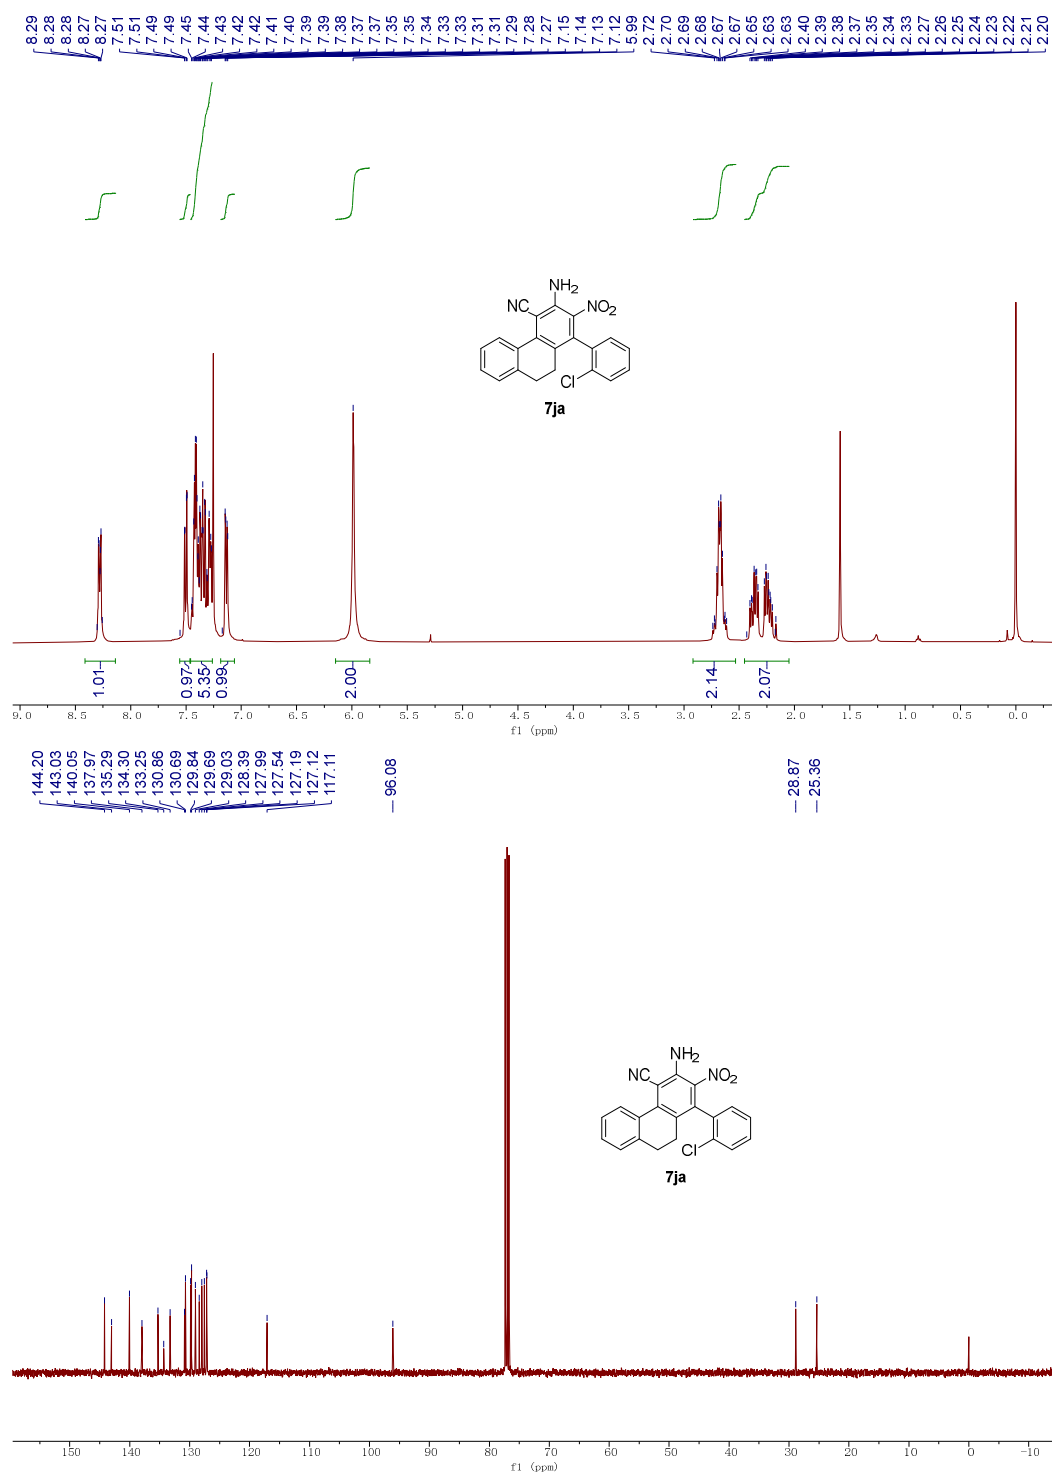 8.29 8.28 8.28 8.27 8.27 7.51 7.51 7.49 7.49 7.45 7.44 7.43 7.42 7.42 7.41 7.40 7.39 7.39 7.38 7.37 7.37 7.35 7.35 7.34 7.33 7.33 7.31 7.31 7.29 7.28 7.27 7.15 7.14 7.13 7.12 5.99 2.72 2.70 2.69 2.68 2.67 2.67 2.65 2.63 2.63 2.40 2.39 2.38 2.37 2.35 2.34 2.33 2.27 2.26 2.25 2.24 2.23 2.22 2.21 2.20
NH2
NC NO2
Cl
7ja
1.01 0.97 5.35 0.99 2.00 2.14 2.07
9.0 8.5 8.0 7.5 7.0 6.5 6.0 5.5 5.0 4.5 4.0 3.5 3.0 2.5 2.0 1.5 1.0 0.5 0.0
f1 (ppm)
144.20 143.03 140.05 137.97 135.29 134.30 133.25 130.86 130.69 129.84 129.69 129.03 128.39 127.99 127.54 127.19 127.12 117.11 96.08 28.87 25.36
NH2
NC NO2
Cl
7ja
150 140 130 120 110 100 90 80 70 60 50 40 30 20 10 0 -10
f1 (ppm)